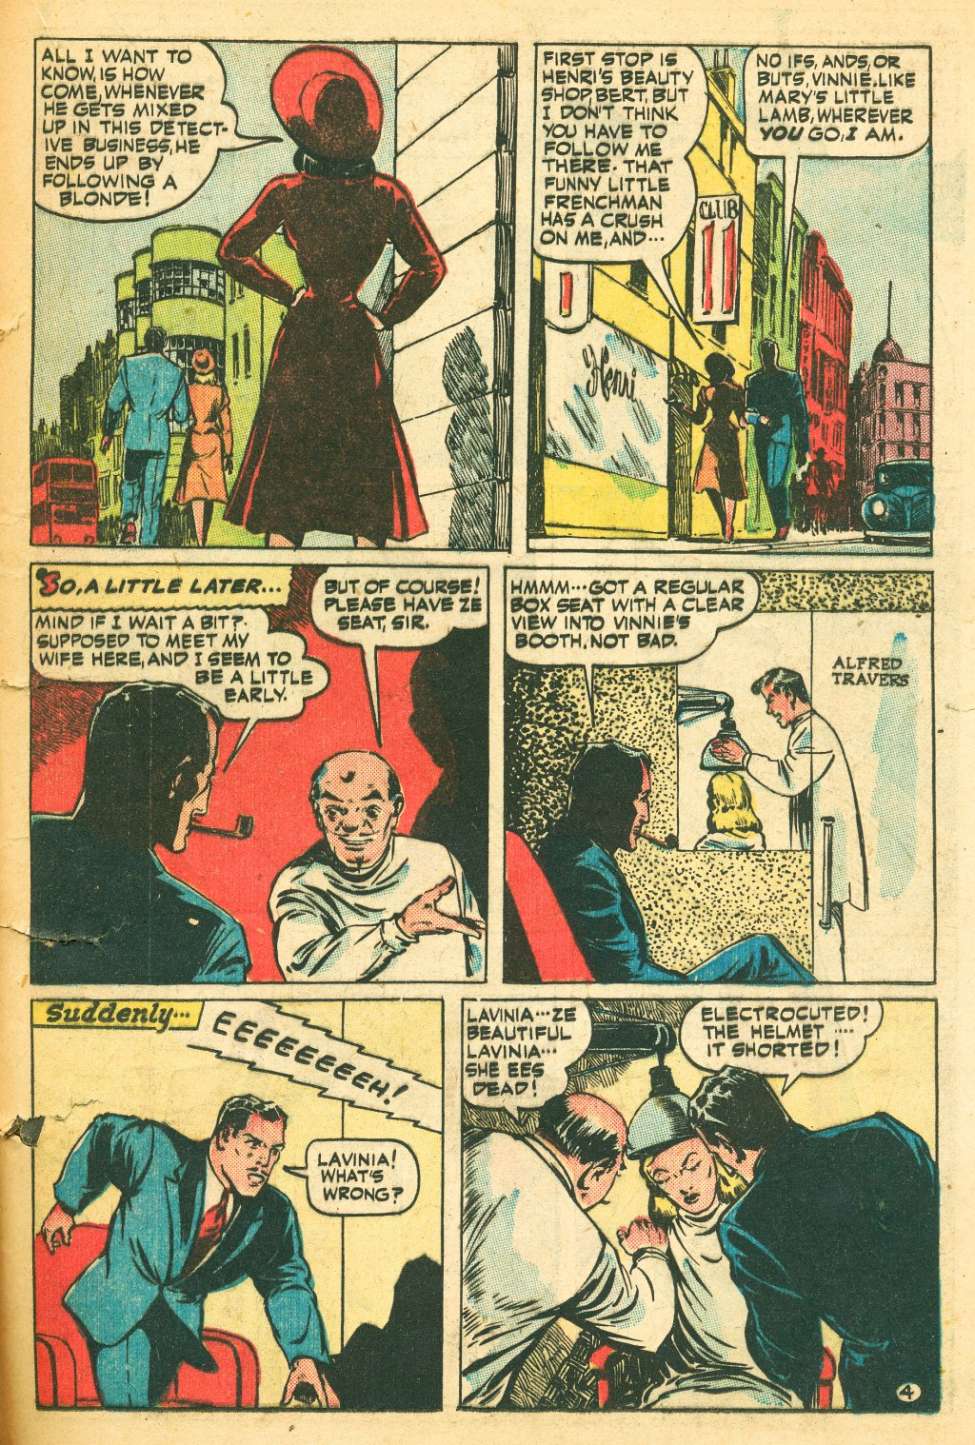 ALL I WANT TO
KNOW, IS HOW
COME, WHENEVER
HE GETS MIXED
UP IN THIS DETECT-
IVE BUSINESS, HE
ENDS UP BY
FOLLOWING A
BLONDE!
FIRST STOP IS
HENRI'S BEAUTY
SHOP, BERT, BUT
I DON'T THINK
YOU HAVE TO
FOLLOW ME
THERE. THAT
FUNNY LITTLE
FRENCHMAN
HAS A CRUSH
ON ME, AND...
NO IFS, ANDS, OR
BUTS, VINNIE. LIKE
MARY'S LITTLE
LAMB, WHEREVER
YOU GO, I AM.
CLUB
11
Henri
SO, A LITTLE LATER...
MIND IF I WAIT A BIT?
SUPPOSED TO MEET MY
WIFE HERE, AND I SEEM TO
BE A LITTLE
EARLY.
BUT OF COURSE!
PLEASE HAVE ZE
SEAT, SIR.
HMMM...GOT A REGULAR
BOX SEAT WITH A CLEAR
VIEW INTO VINNIE'S
BOOTH, NOT BAD.
ALFRED
TRAVERS
Suddenly...
EEEEEEEEH!
LAVINIA!
WHAT'S
WRONG?
LAVINIA...ZE
BEAUTIFUL
LAVINIA...
SHE EES
DEAD!
ELECTROCUTED!
THE HELMET ....
IT SHORTED!
4